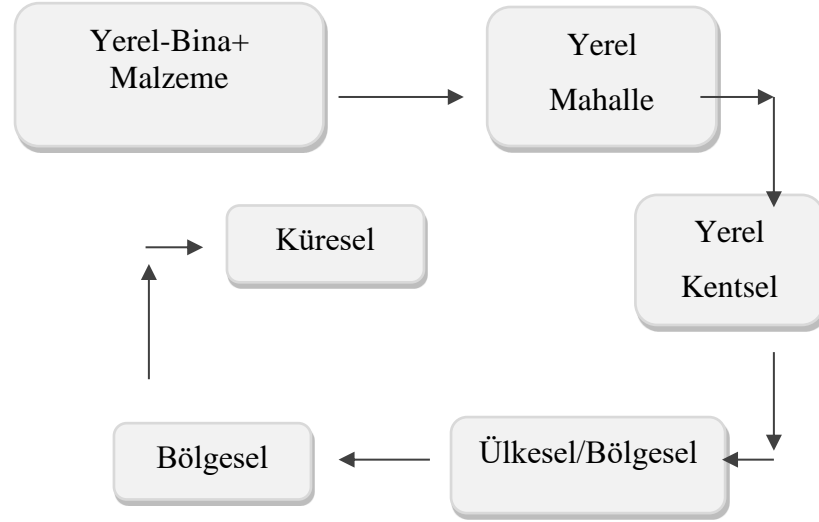 Yerel-Bina+
Malzeme
Yerel
Mahalle
Yerel
Kentsel
Küresel
Ülkesel/Bölgesel
Bölgesel